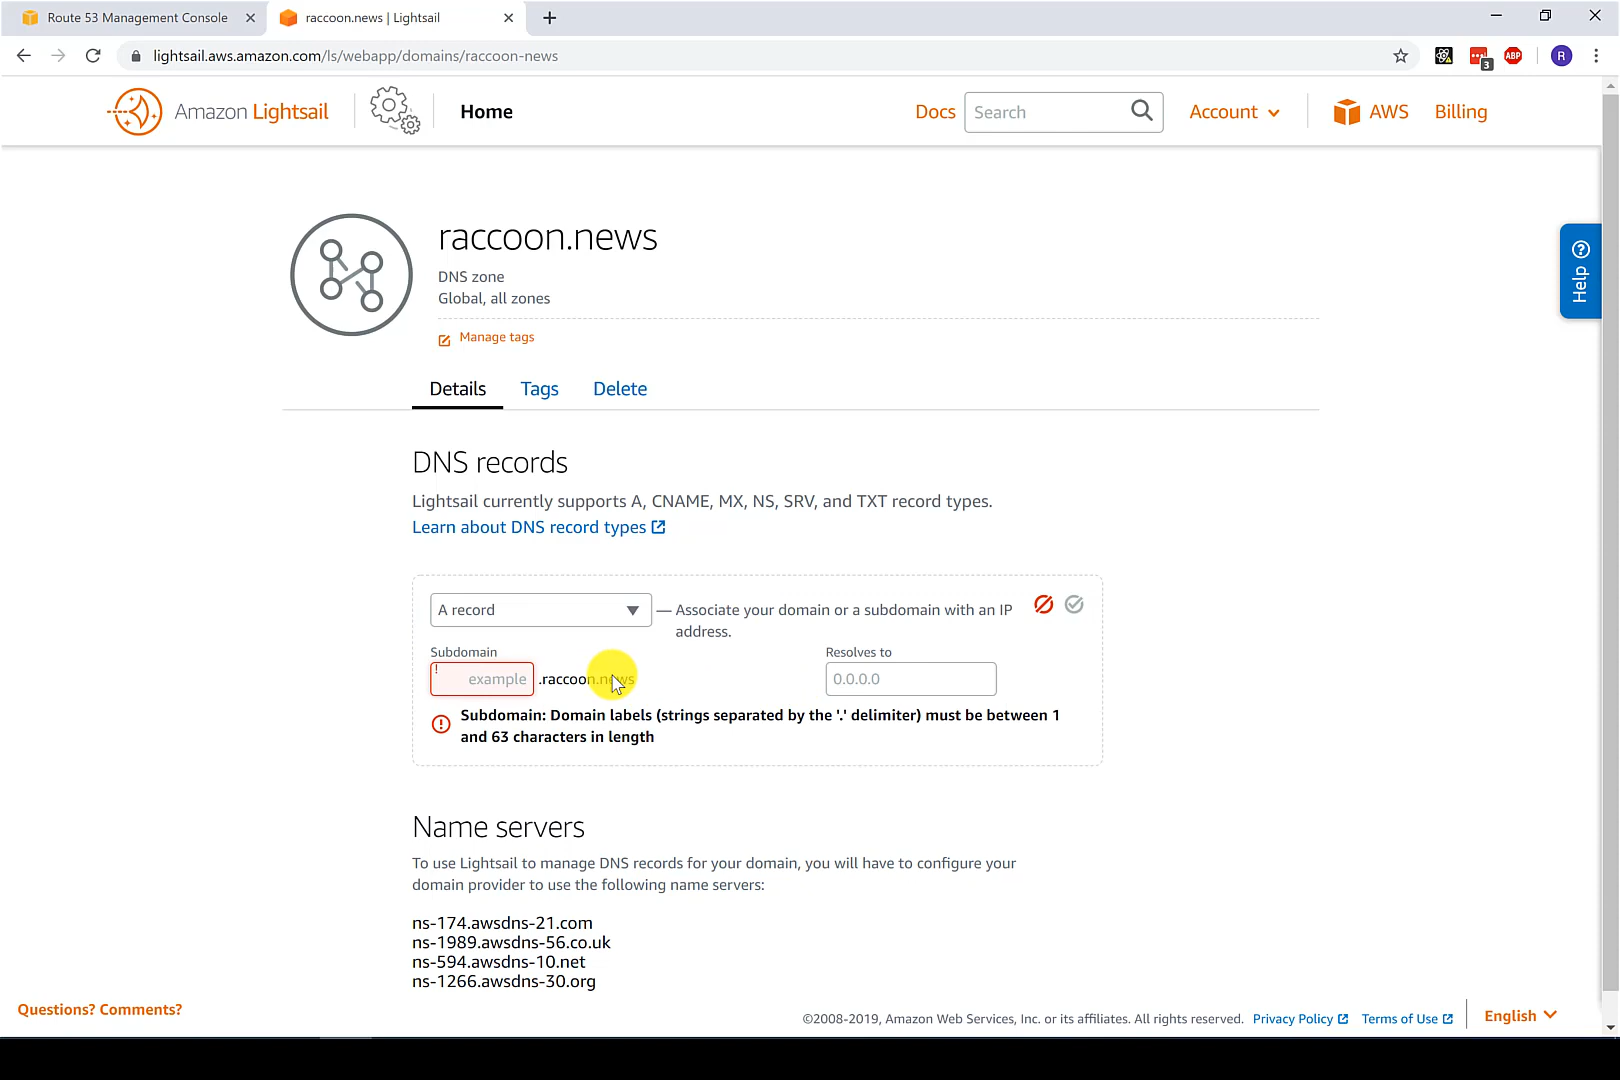 Route 53 Management Console
raccoon.news | Lightsail
lightsail.aws.amazon.com/ls/webapp/domains/raccoon-news
3
ABP
R
Amazon Lightsail
Home
Docs
Search
Account
AWS
Billing
raccoon.news
DNS zone
Global, all zones
Manage tags
Help
Details
Tags
Delete
DNS records
Lightsail currently supports A, CNAME, MX, NS, SRV, and TXT record types.
Learn about DNS record types
A record
— Associate your domain or a subdomain with an IP
address.
Subdomain
Resolves to
! example
.raccoon.news
0.0.0.0
Subdomain: Domain labels (strings separated by the '.' delimiter) must be between 1
and 63 characters in length
Name servers
To use Lightsail to manage DNS records for your domain, you will have to configure your
domain provider to use the following name servers:
ns-174.awsdns-21.com
ns-1989.awsdns-56.co.uk
ns-594.awsdns-10.net
ns-1266.awsdns-30.org
Questions? Comments?
©2008-2019, Amazon Web Services, Inc. or its affiliates. All rights reserved.
Privacy Policy
Terms of Use
English